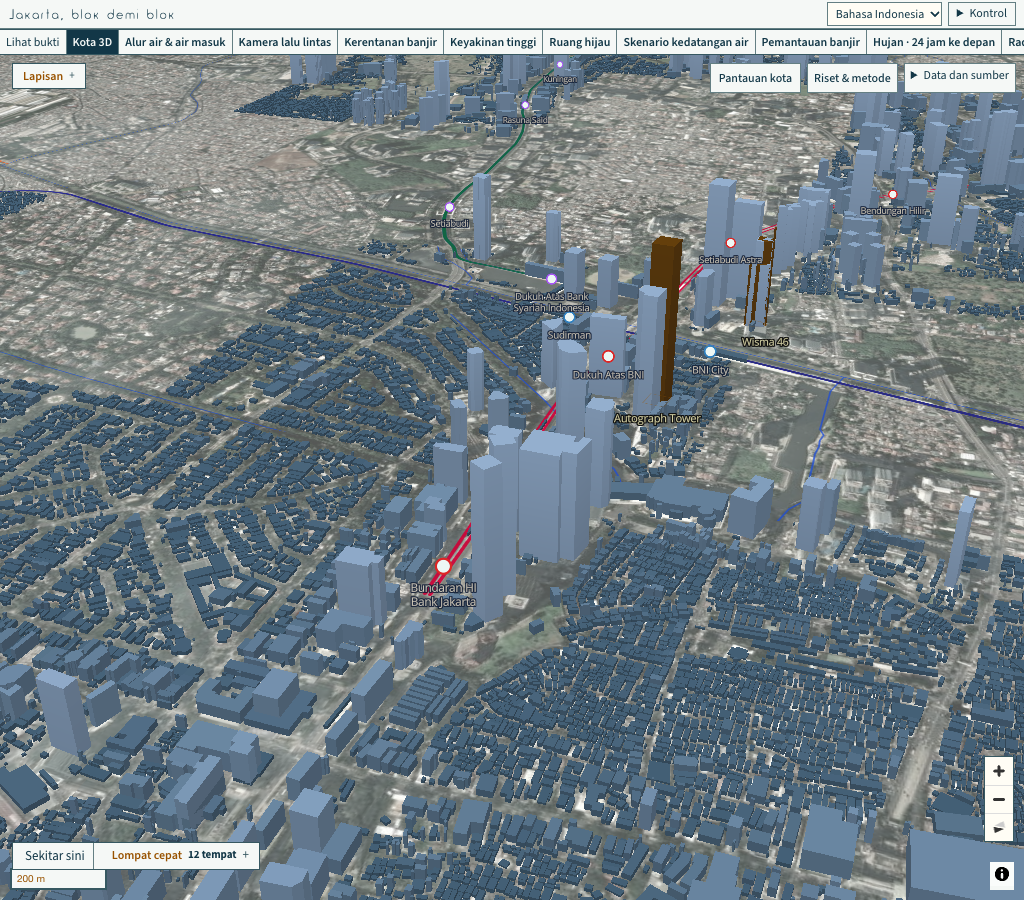 Jakarta, blok demi blok
Bahasa Indonesia
Kontrol
Lihat bukti
Kota 3D
Alur air & air masuk
Kamera lalu lintas
Kerentanan banjir
Keyakinan tinggi
Ruang hijau
Skenario kedatangan air
Pemantauan banjir
Hujan · 24 jam ke depan
Lapisan +
Pantauan kota
Riset & metode
Data dan sumber
Kuningan
Rasuna Said
Setiabudi
Bendungan Hilir
Setiabudi Astra
Dukuh Atas Bank
Syariah Indonesia
Sudirman
Wisma 46
BNI City
Dukuh Atas BNI
Autograph Tower
Bundaran HI
Bank Jakarta
Sekitar sini
Lompat cepat 12 tempat +
200 m